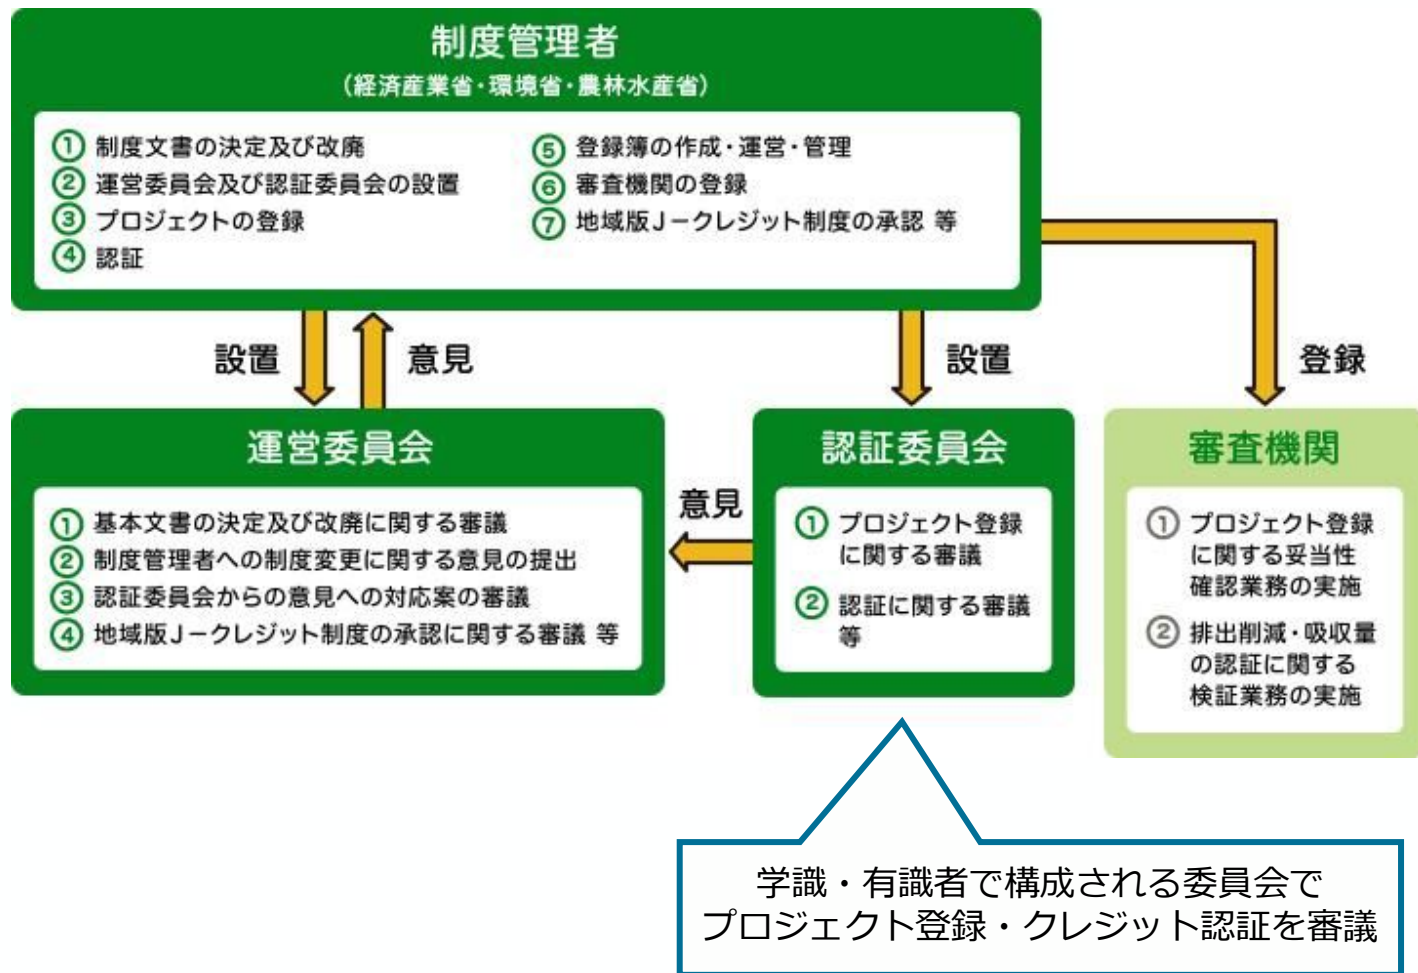 制度管理者
（経済産業省・環境省・農林水産省）
① 制度文書の決定及び改廃
② 運営委員会及び認証委員会の設置
③ プロジェクトの登録
④ 認証
⑤ 登録簿の作成・運営・管理
⑥ 審査機関の登録
⑦ 地域版Jークレジット制度の承認 等
設置
意見
設置
登録
運営委員会
① 基本文書の決定及び改廃に関する審議
② 制度管理者への制度変更に関する意見の提出
③ 認証委員会からの意見への対応案の審議
④ 地域版Jークレジット制度の承認に関する審議 等
意見
認証委員会
① プロジェクト登録
に関する審議
② 認証に関する審議
等
審査機関
① プロジェクト登録
に関する妥当性
確認業務の実施
② 排出削減・吸収量
の認証に関する
検証業務の実施
学識・有識者で構成される委員会で
プロジェクト登録・クレジット認証を審議